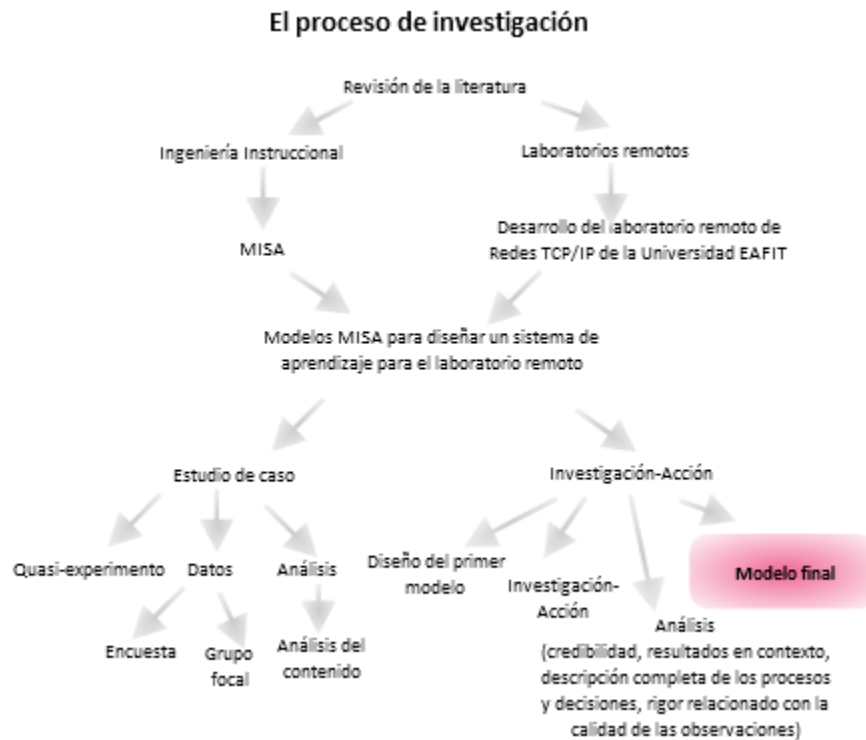 El proceso de investigación
Revisión de la literatura
Ingeniería Instruccional
Laboratorios remotos
MISA
Desarrollo del laboratorio remoto de
Redes TCP/IP de la Universidad EAFIT
Modelos MISA para diseñar un sistema de
aprendizaje para el laboratorio remoto
Estudio de caso
Investigación-Acción
Quasi-experimento
Datos
Análisis
Encuesta
Grupo
focal
Análisis del
contenido
Diseño del primer
modelo
Investigación-
Acción
Análisis
(credibilidad, resultados en contexto,
descripción completa de los procesos
y decisiones, rigor relacionado con la
calidad de las observaciones)
Modelo final